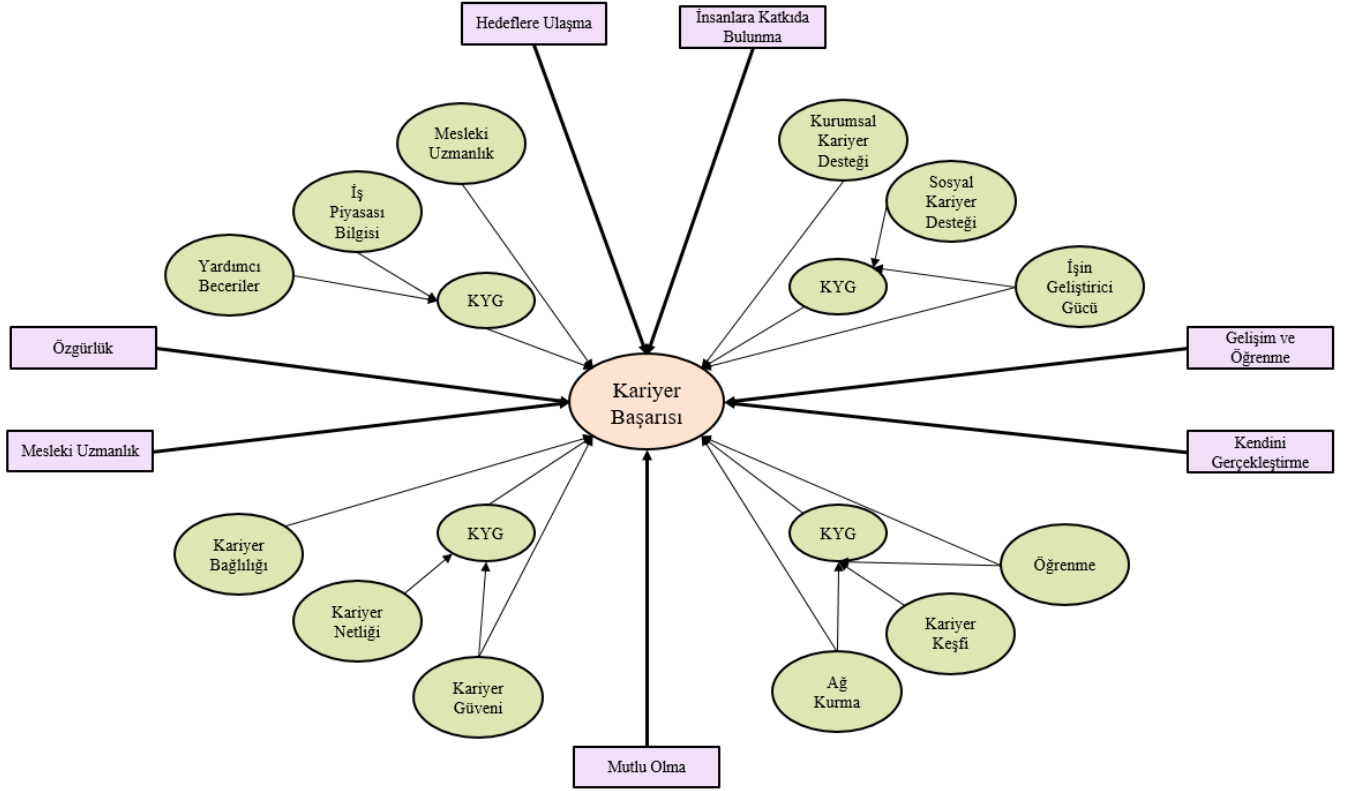 Hedeflere Ulaşma
İnsanlara Katkıda
Bulunma
Mesleki
Uzmanlık
Kurumsal
Kariyer
Desteği
İş
Piyasası
Bilgisi
Sosyal
Kariyer
Desteği
Yardımcı
Beceriler
KYG
KYG
İşin
Geliştirici
Gücü
Özgürlük
Gelişim ve
Öğrenme
Kariyer
Başarısı
Mesleki Uzmanlık
Kendini
Gerçekleştirme
Kariyer
Bağlılığı
KYG
KYG
Öğrenme
Kariyer
Netliği
Kariyer
Keşfi
Kariyer
Güveni
Ağ
Kurma
Mutlu Olma